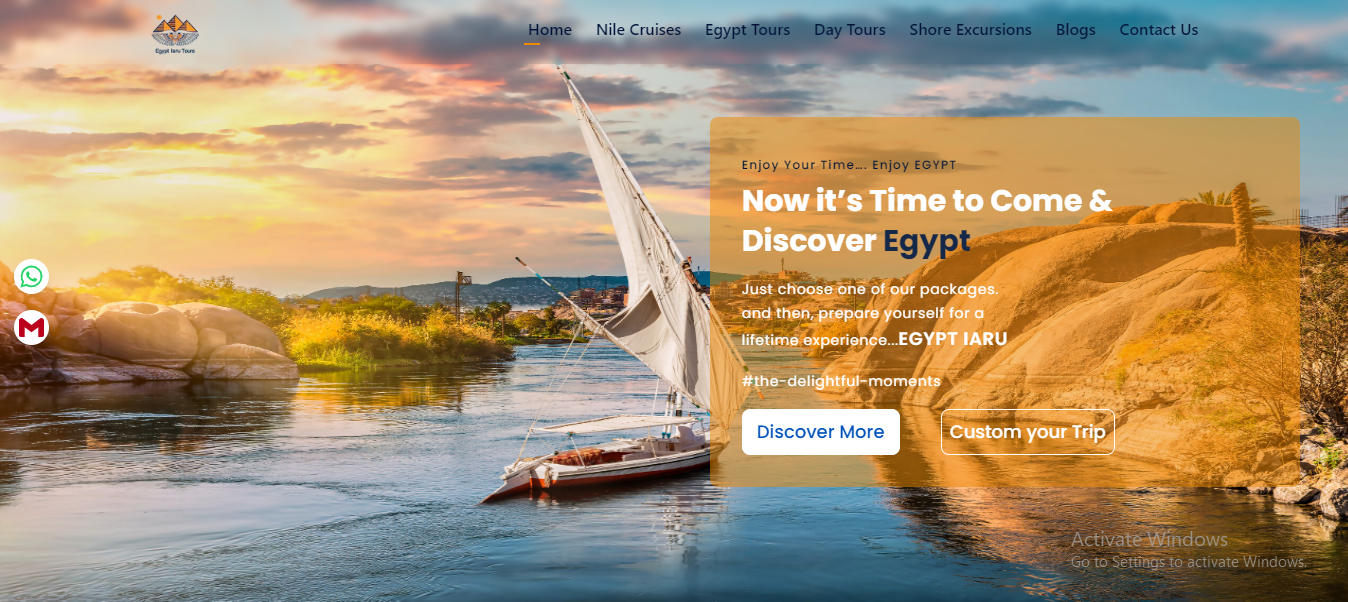 Egypt Iaru Tours
Home Nile Cruises Egypt Tours Day Tours Shore Excursions Blogs Contact Us
Enjoy Your Time.... Enjoy EGYPT
Now it’s Time to Come &
Discover Egypt
Just choose one of our packages.
and then, prepare yourself for a
lifetime experience...EGYPT IARU
#the-delightful-moments
Discover More Custom your Trip
Activate Windows
Go to Settings to activate Windows.